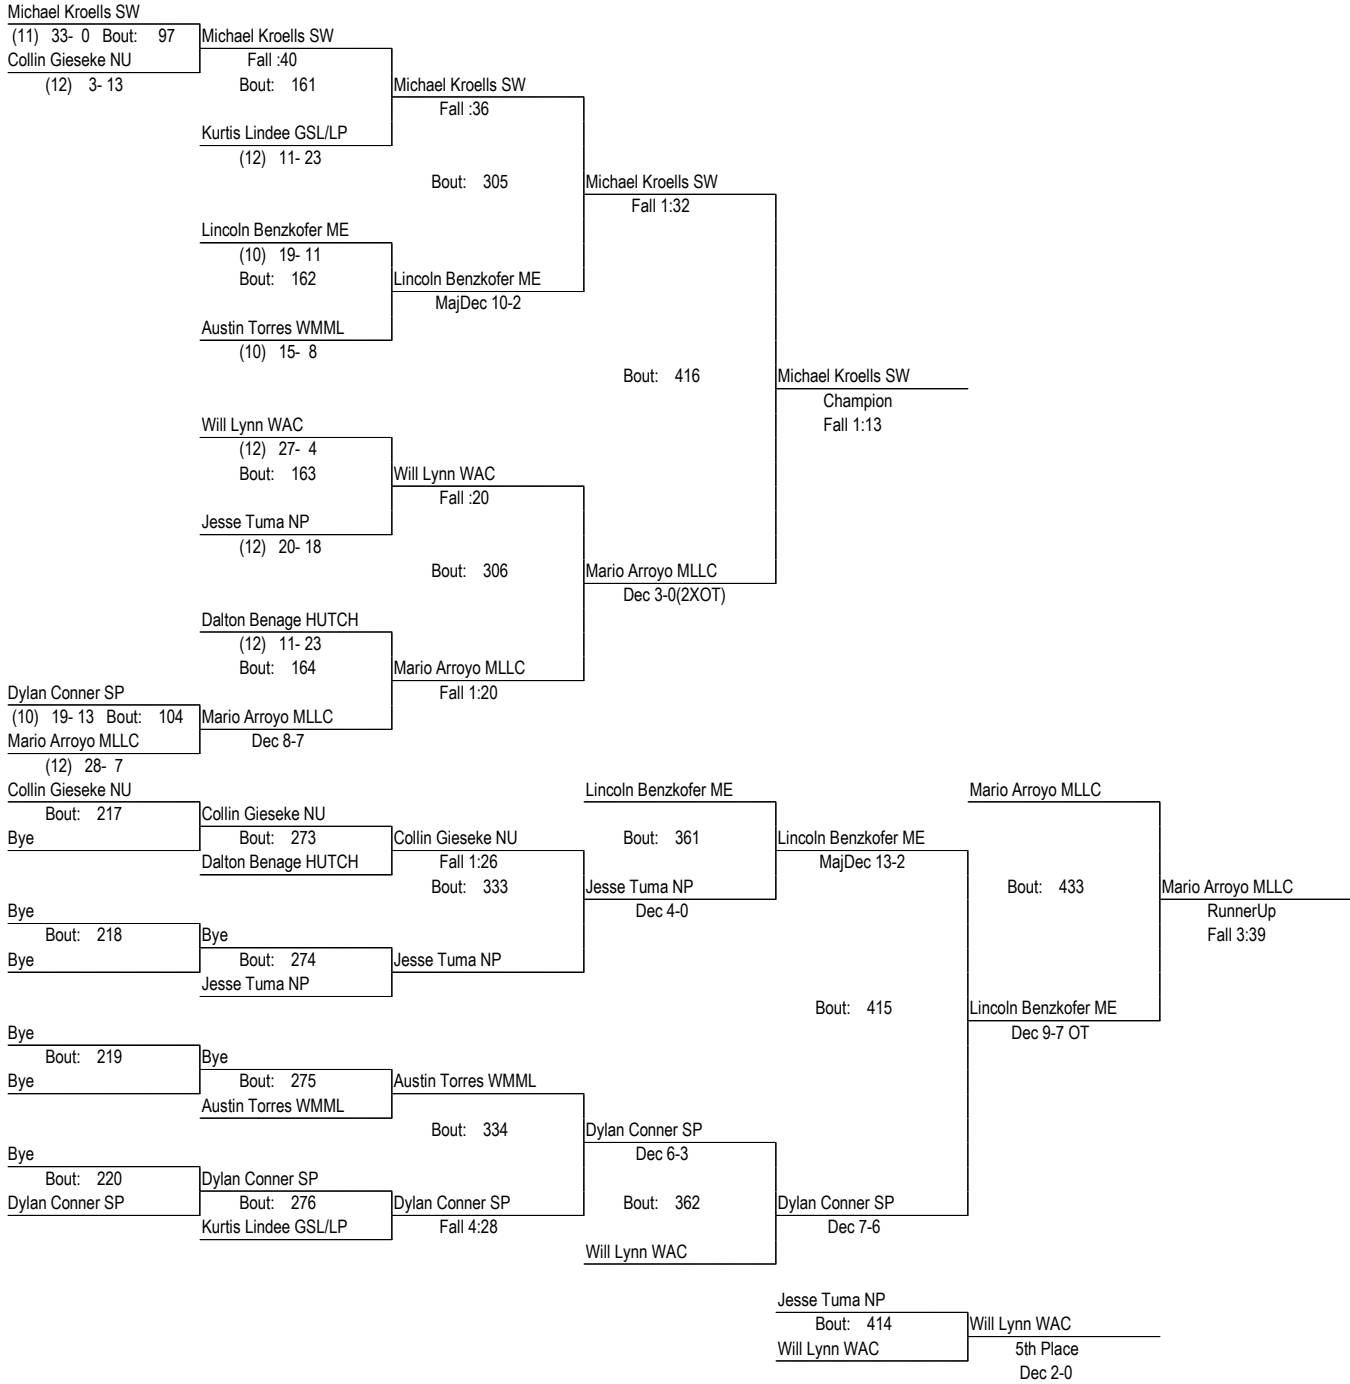 Michael Kroells SW
(11) 33- 0 Bout: 97 Michael Kroells SW
Collin Gieseke NU Fall :40
(12) 3- 13 Bout: 161 Michael Kroells SW
Fall :36
Kurtis Lindee GSL/LP
(12) 11- 23
Bout: 305 Michael Kroells SW
Fall 1:32
Lincoln Benzkofer ME
(10) 19- 11
Bout: 162 Lincoln Benzkofer ME
MajDec 10-2
Austin Torres WMML
(10) 15- 8
Bout: 416 Michael Kroells SW
Champion
Will Lynn WAC Fall 1:13
(12) 27- 4
Bout: 163 Will Lynn WAC
Fall :20
Jesse Tuma NP
(12) 20- 18
Bout: 306 Mario Arroyo MLLC
Dec 3-0(2XOT)
Dalton Benage HUTCH
(12) 11- 23
Bout: 164 Mario Arroyo MLLC
Dylan Conner SP Fall 1:20
(10) 19- 13 Bout: 104 Mario Arroyo MLLC
Mario Arroyo MLLC Dec 8-7
(12) 28- 7
Collin Gieseke NU Lincoln Benzkofer ME Mario Arroyo MLLC
Bout: 217 Collin Gieseke NU
Bye Bout: 273 Collin Gieseke NU Bout: 361 Lincoln Benzkofer ME
Dalton Benage HUTCH Fall 1:26 MajDec 13-2
Bout: 333 Jesse Tuma NP Bout: 433 Mario Arroyo MLLC
Bye Dec 4-0 RunnerUp
Bout: 218 Bye Fall 3:39
Bye Bout: 274 Jesse Tuma NP
Jesse Tuma NP
Bout: 415 Lincoln Benzkofer ME
Bye Dec 9-7 OT
Bout: 219 Bye
Bye Bout: 275 Austin Torres WMML
Austin Torres WMML
Bout: 334 Dylan Conner SP
Bye Dec 6-3
Bout: 220 Dylan Conner SP
Dylan Conner SP Bout: 276 Dylan Conner SP Bout: 362 Dylan Conner SP
Kurtis Lindee GSL/LP Fall 4:28 Dec 7-6
Will Lynn WAC
Jesse Tuma NP
Bout: 414 Will Lynn WAC
Will Lynn WAC 5th Place
Dec 2-0